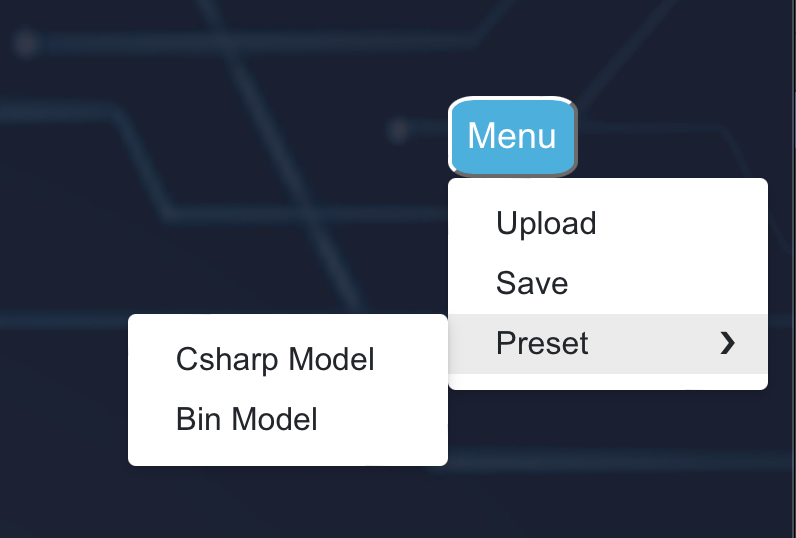 Menu
Upload
Save
Preset ❯
Csharp Model
Bin Model